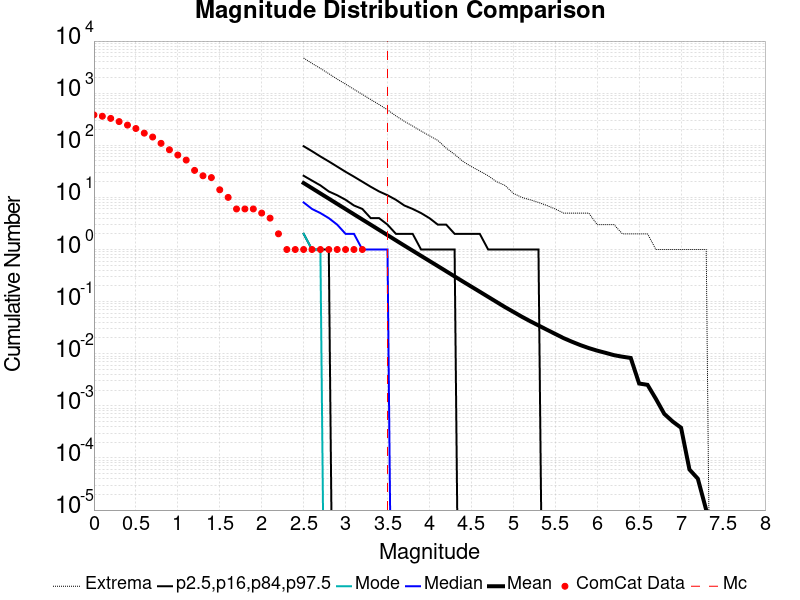 Magnitude Distribution Comparison
10^4
10^3
10^2
10^1
10^0
10^-1
10^-2
10^-3
10^-4
10^-5
Cumulative Number
0 0.5 1 1.5 2 2.5 3 3.5 4 4.5 5 5.5 6 6.5 7 7.5 8
Magnitude
Extrema p2.5,p16,p84,p97.5 Mode Median Mean ComCat Data Mc